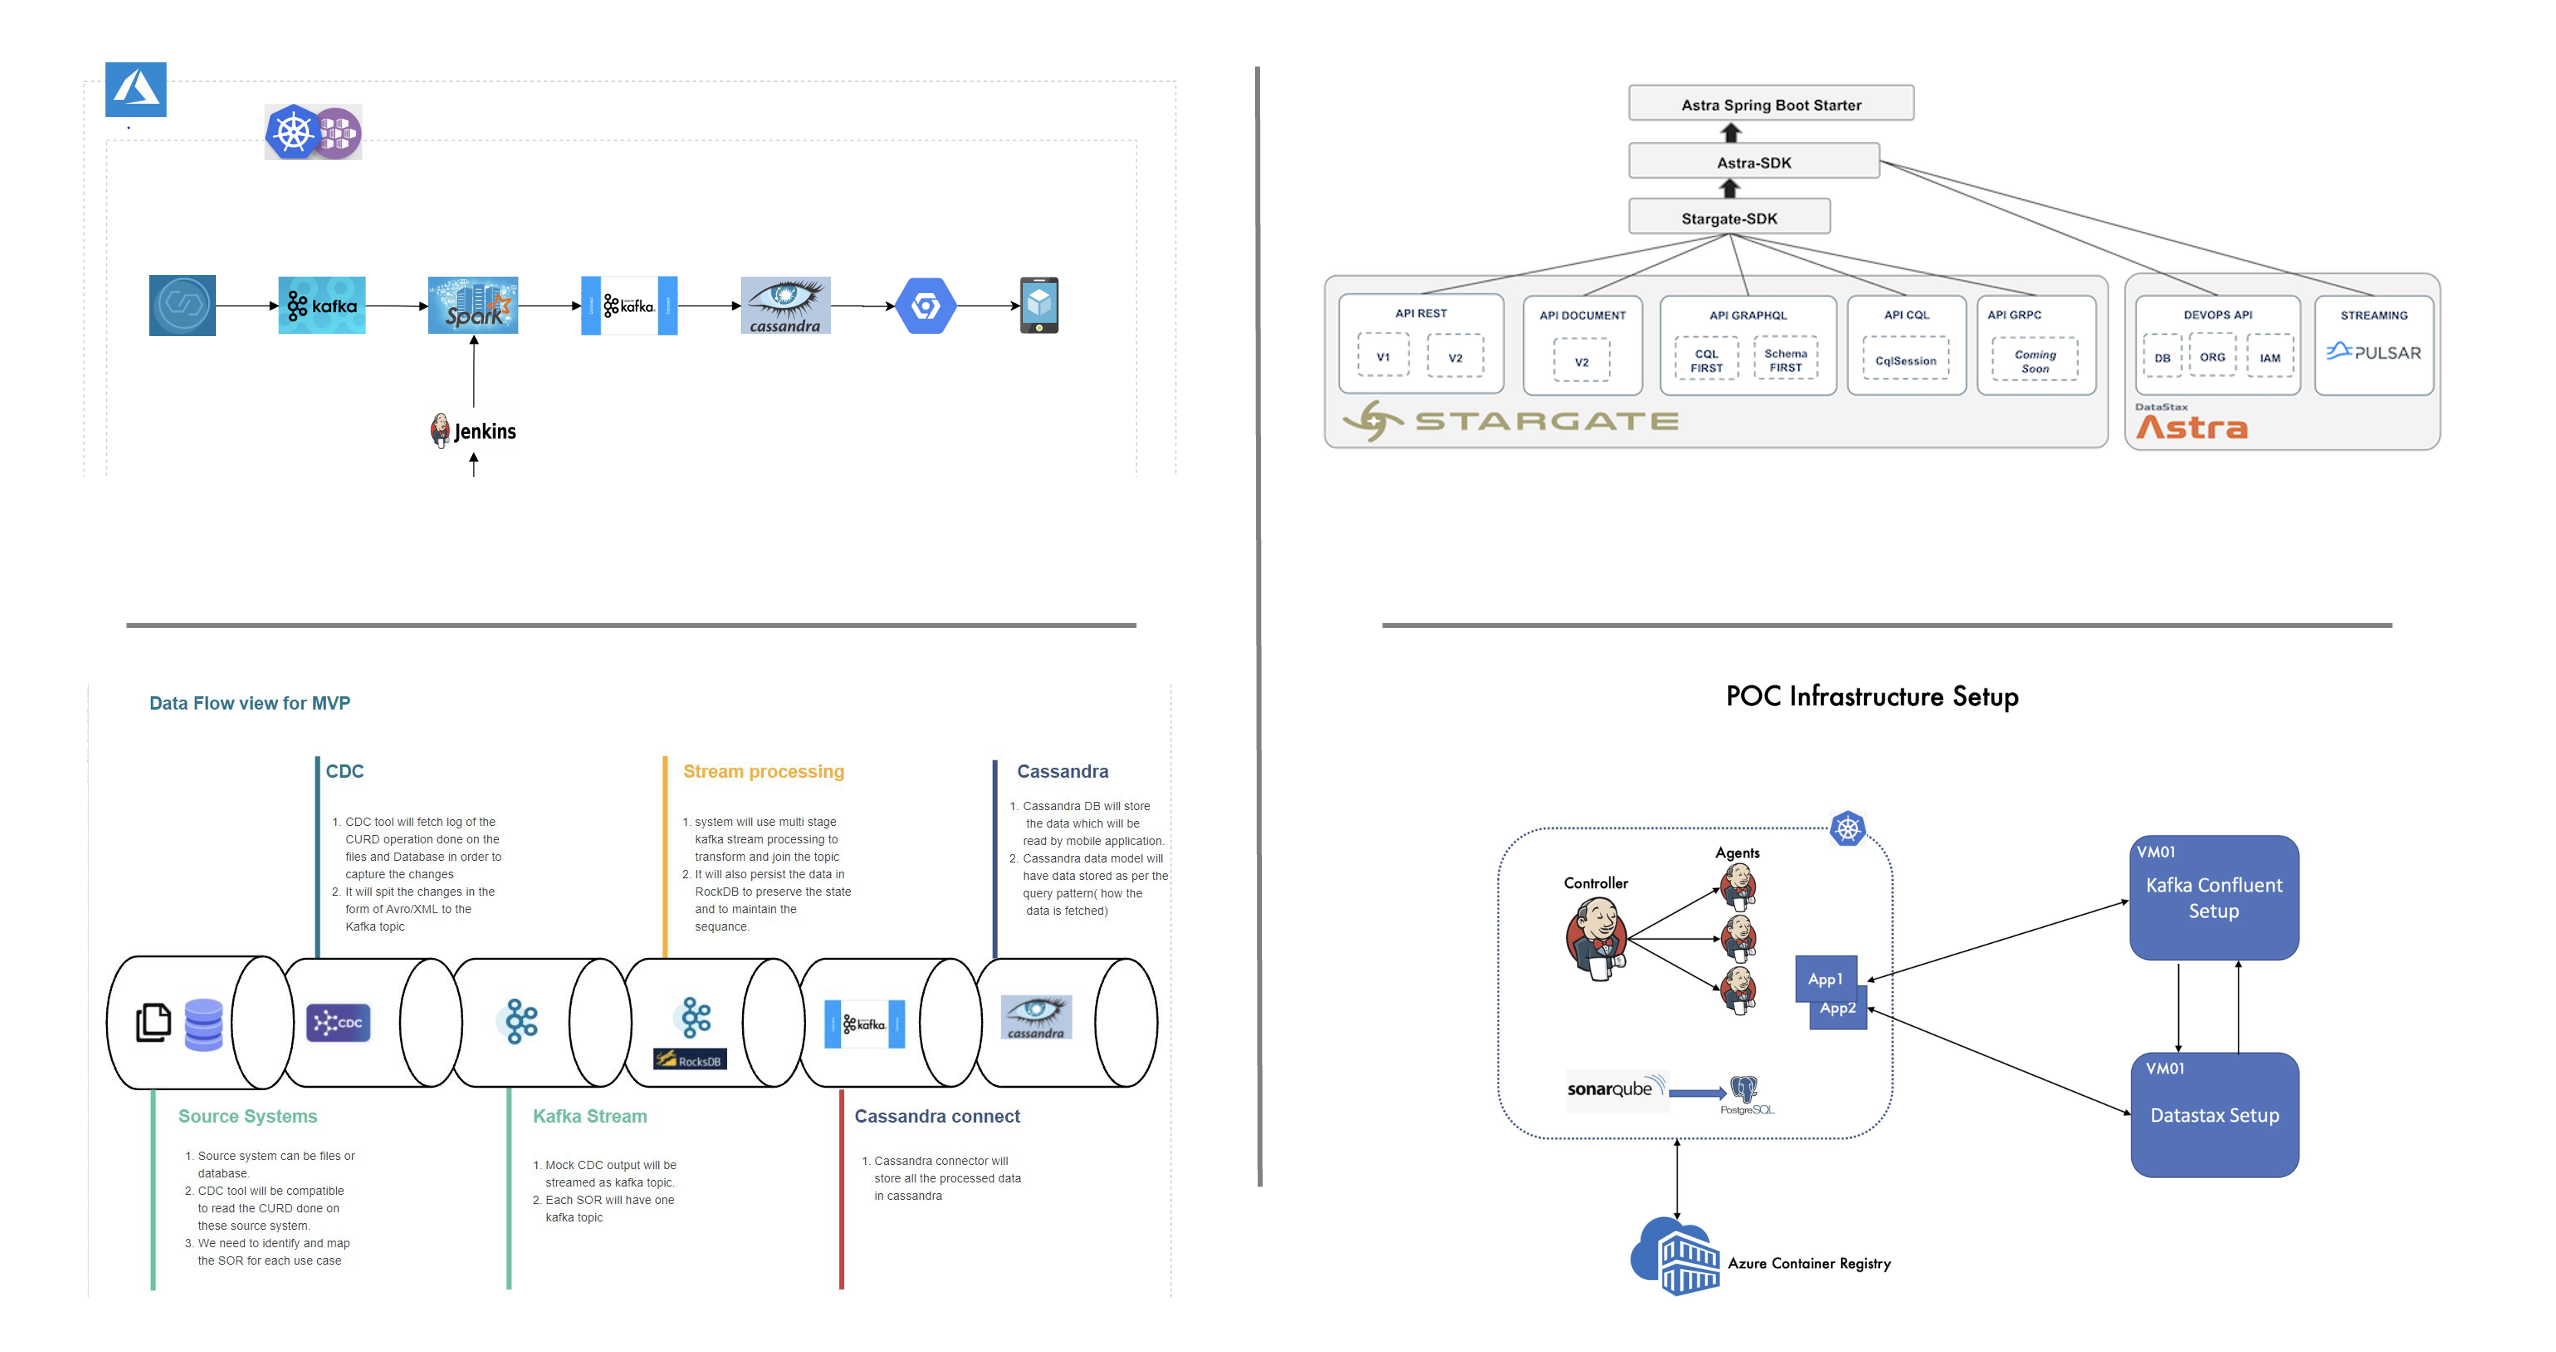 kafka
Spark
kafka.
cassandra
Jenkins
Astra Spring Boot Starter
Astra-SDK
Stargate-SDK
API REST
V1
V2
API DOCUMENT
V2
API GRAPHQL
CQL
FIRST
Schema
FIRST
API CQL
CqlSession
API GRPC
Coming
Soon
STARGATE
DEVOPS API
DB
ORG
IAM
STREAMING
PULSAR
DataStax
Astra
Data Flow view for MVP
CDC
1. CDC tool will fetch log of the
CURD operation done on the
files and Database in order to
capture the changes
2. It will spit the changes in the
form of Avro/XML to the
Kafka topic
Stream processing
1. system will use multi stage
kafka stream processing to
transform and join the topic
2. It will also persist the data in
RockDB to preserve the state
and to maintain the
sequance.
Cassandra
1. Cassandra DB will store
the data which will be
read by mobile application.
2. Cassandra data model will
have data stored as per the
query pattern( how the
data is fetched)
CDC
RocksDB
kafka.
cassandra
Source Systems
1. Source system can be files or
database.
2. CDC tool will be compatible
to read the CURD done on
these source system.
3. We need to identify and map
the SOR for each use case
Kafka Stream
1. Mock CDC output will be
streamed as kafka topic.
2. Each SOR will have one
kafka topic
Cassandra connect
1. Cassandra connector will
store all the processed data
in cassandra
POC Infrastructure Setup
Controller
Agents
App1
App2
sonarqube
PostgreSQL
VM01
Kafka Confluent
Setup
VM01
Datastax Setup
Azure Container Registry